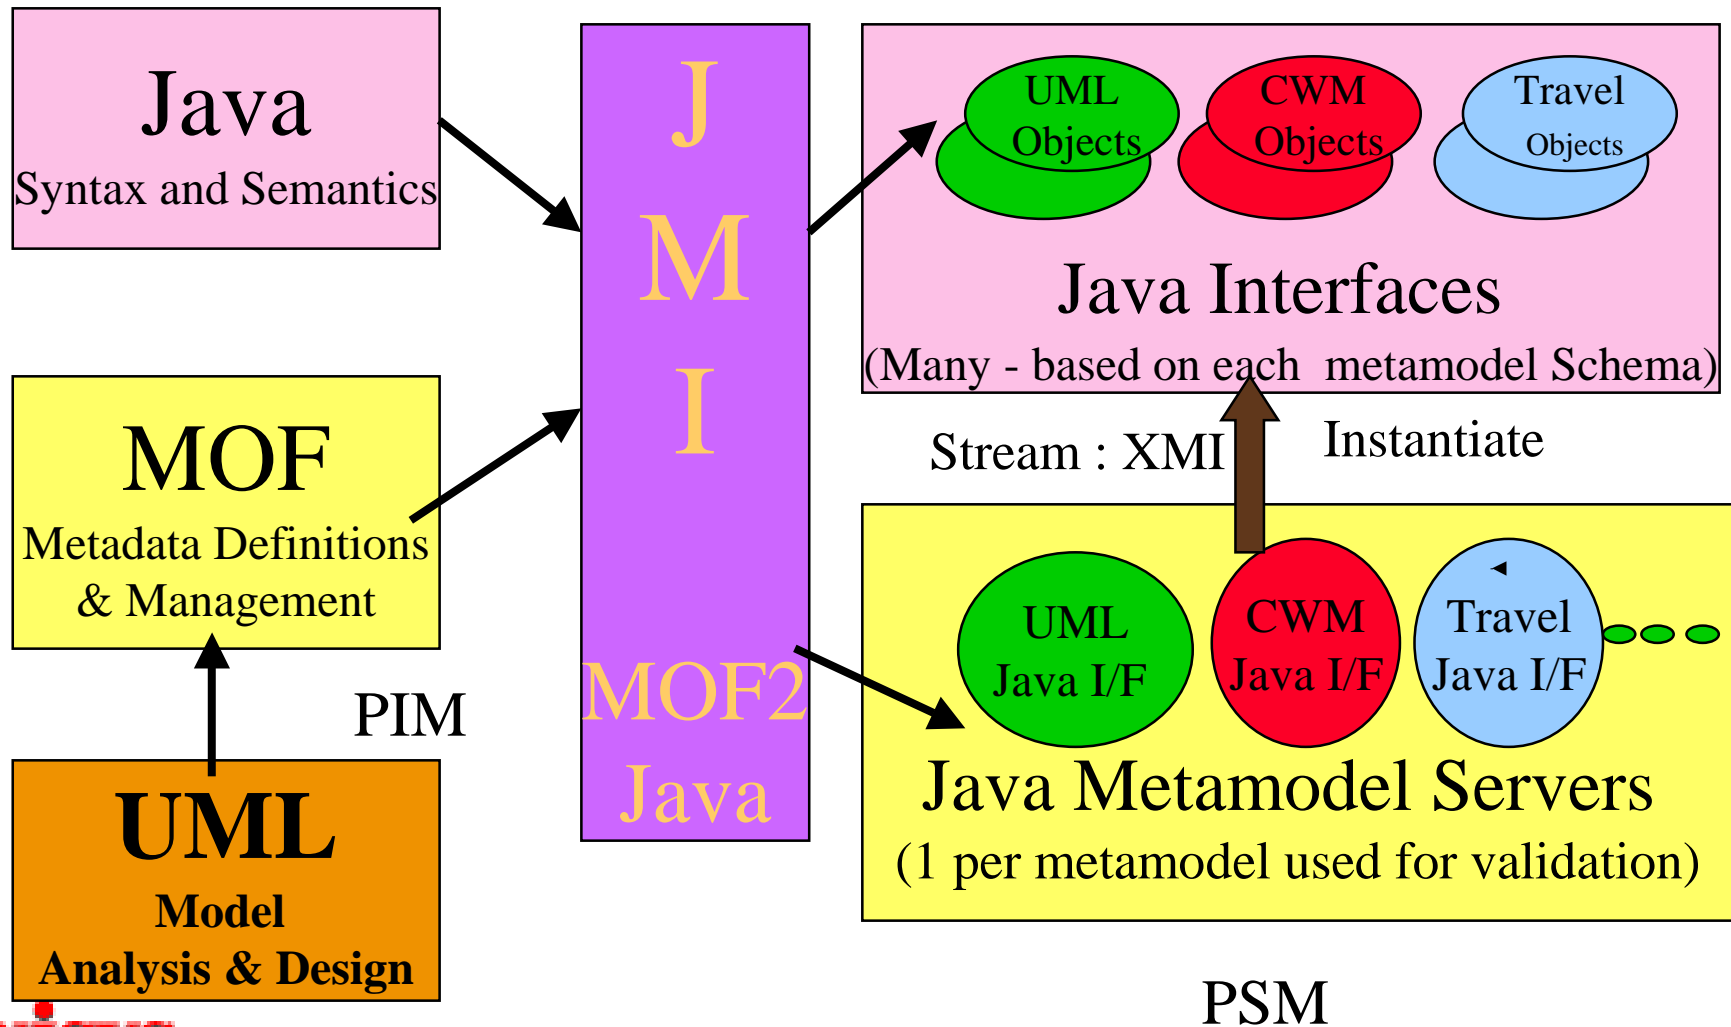 Java
Syntax and Semantics
MOF
Metadata Definitions
& Management
PIM
UML
Model
Analysis & Design
J
M
I
MOF2
Java
UML
Objects
CWM
Objects
Travel
Objects
Java Interfaces
(Many - based on each metamodel Schema)
Stream : XMI
Instantiate
UML
Java I/F
CWM
Java I/F
Travel
Java I/F
Java Metamodel Servers
(1 per metamodel used for validation)
PSM